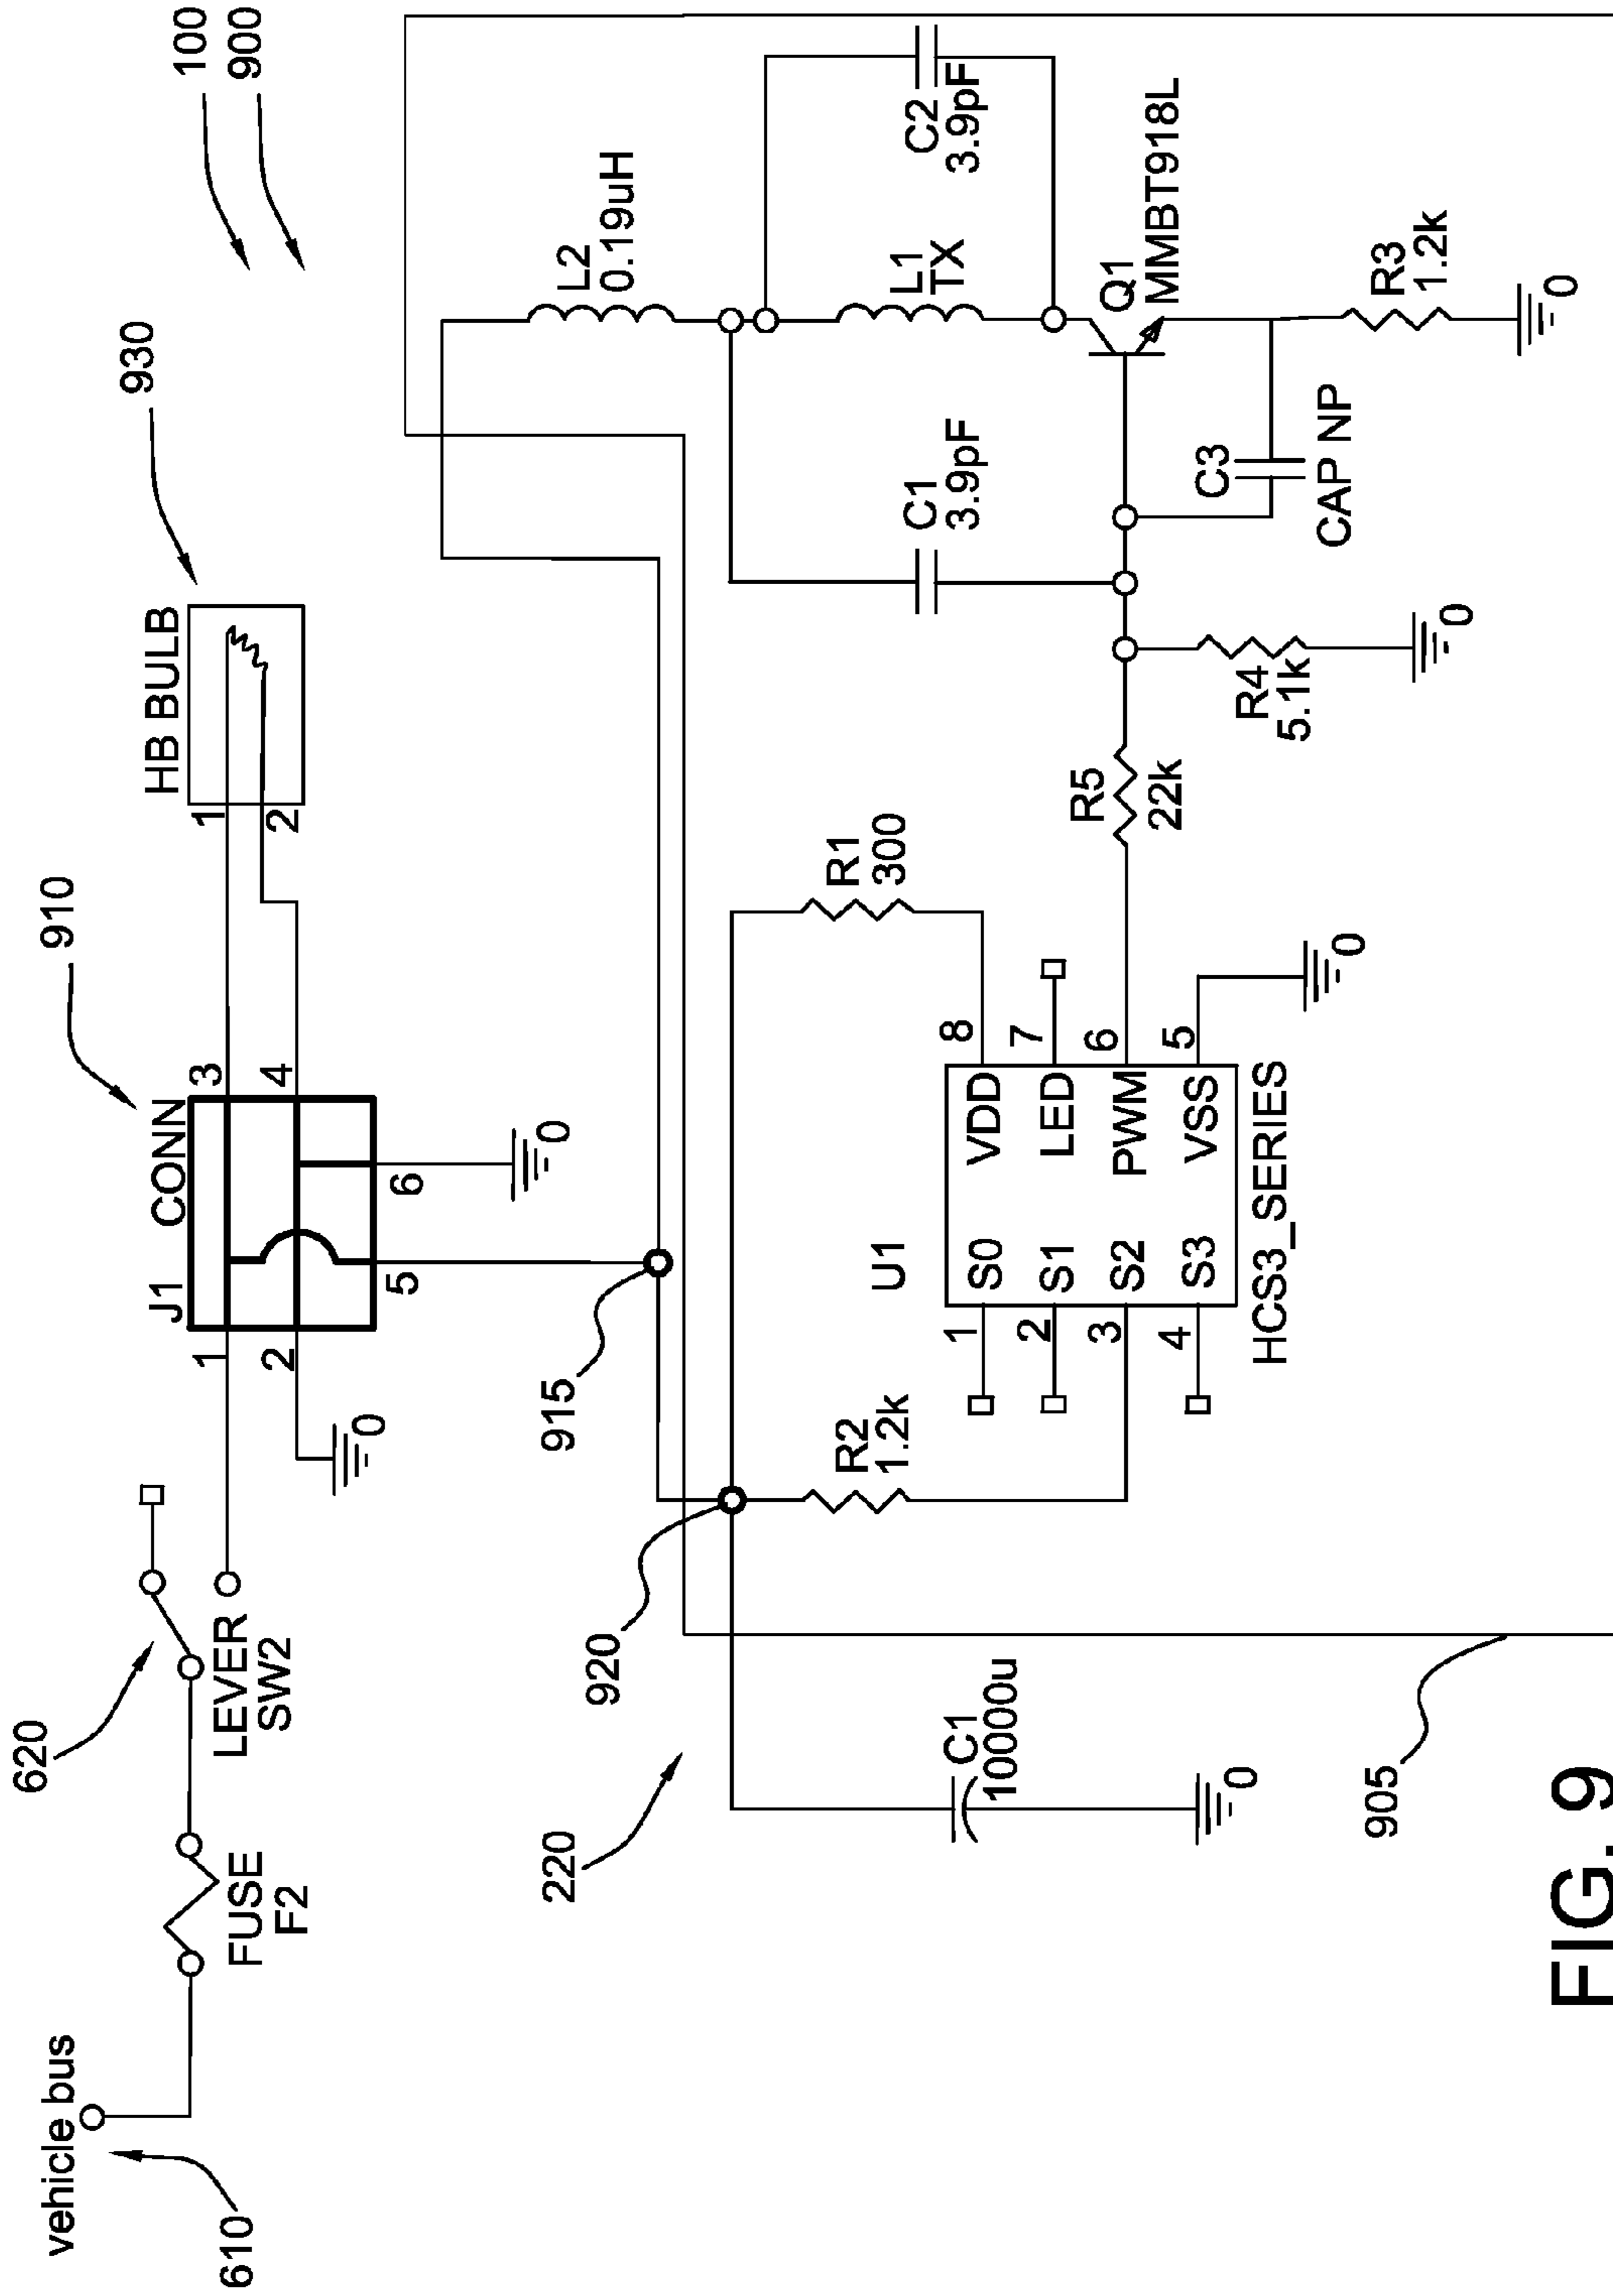 vehicle bus
610
620
FUSE
F2
LEVER
SW2
J1
CONN
910
1
2
3
4
5
6
0
0
HB BULB
1
2
930
100
900
915
920
220
C1
10000u
0
R2
1.2k
U1
S0
S1
S2
S3
VDD
LED
PWM
VSS
1
2
3
4
8
7
6
5
HCS3_SERIES
0
R1
300
R5
22k
R4
5.1k
0
C1
3.9pF
C3
CAP NP
L2
0.19uH
L1
TX
C2
3.9pF
Q1
MMBT918L
R3
1.2k
0
905
FIG. 9